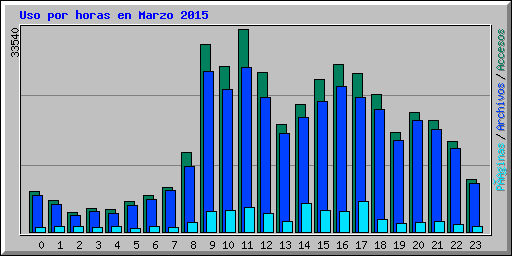 Uso por horas en Marzo 2015
33540
PÃginas / Archivos / Accesos
0 1 2 3 4 5 6 7 8 9 10 11 12 13 14 15 16 17 18 19 20 21 22 23